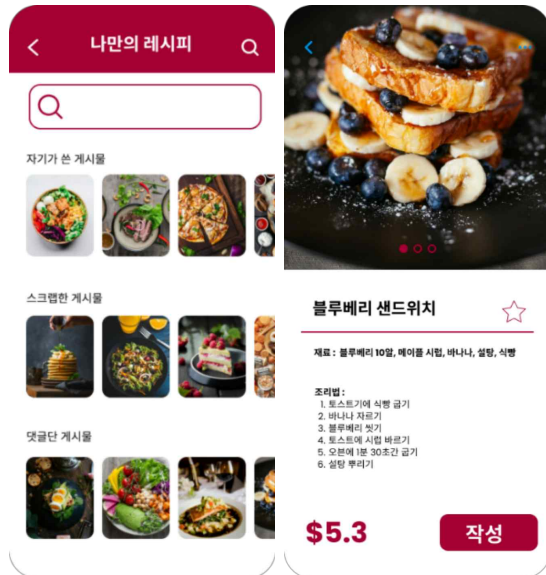 나만의 레시피
자기가 쓴 게시물
스크랩한 게시물
댓글단 게시물
블루베리 샌드위치
재료 : 블루베리 10알, 메이플 시럽, 바나나, 설탕, 식빵
조리법 :
1. 토스트기에 식빵 굽기
2. 바나나 자르기
3. 블루베리 씻기
4. 토스트에 시럽 바르기
5. 오븐에 1분 30초간 굽기
6. 설탕 뿌리기
$5.3
작성